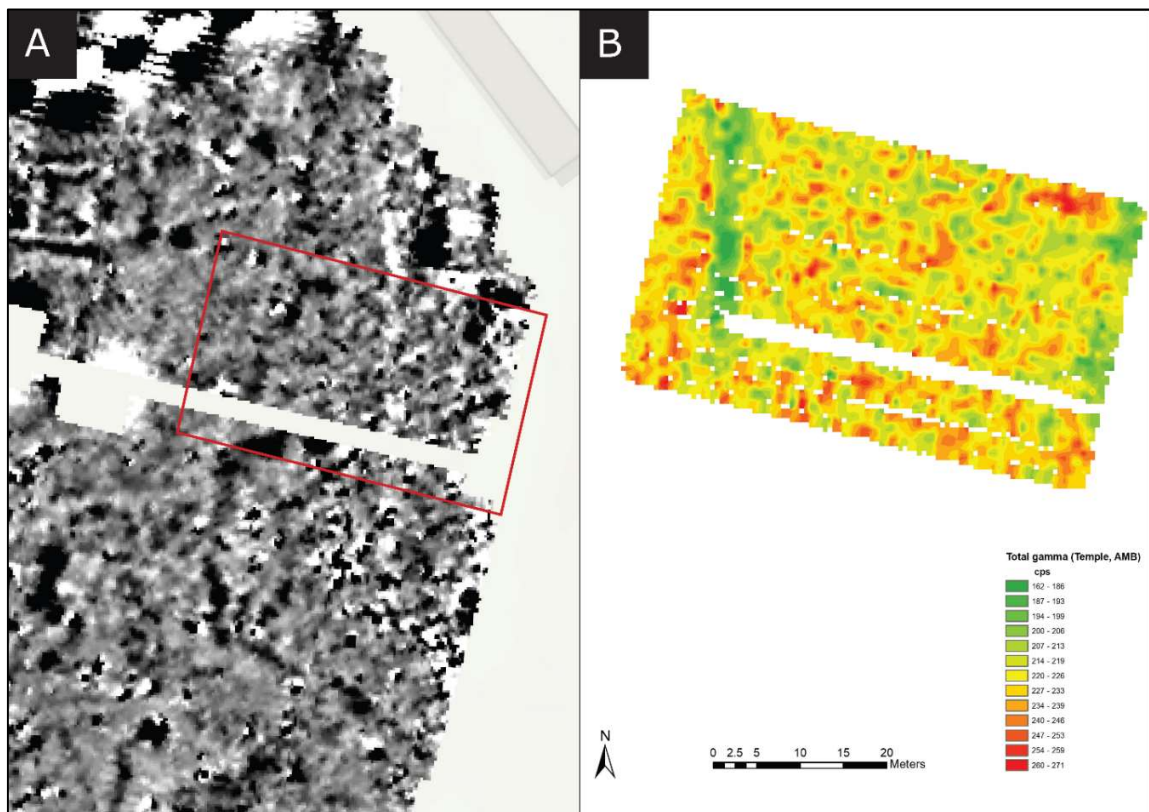 A
B
Total gamma (Temple, AMB)
cps
162 - 186
187 - 193
194 - 199
200 - 206
207 - 213
214 - 219
220 - 226
227 - 233
234 - 239
240 - 246
247 - 253
254 - 259
260 - 271
N
0 2.5 5 10 15 20
Meters